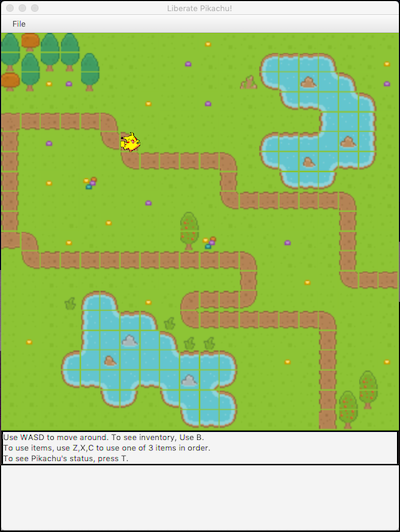 Liberate Pikachu!
File
Use WASD to move around. To see inventory, Use B.
To use items, use Z,X,C to use one of 3 items in order.
To see Pikachu's status, press T.